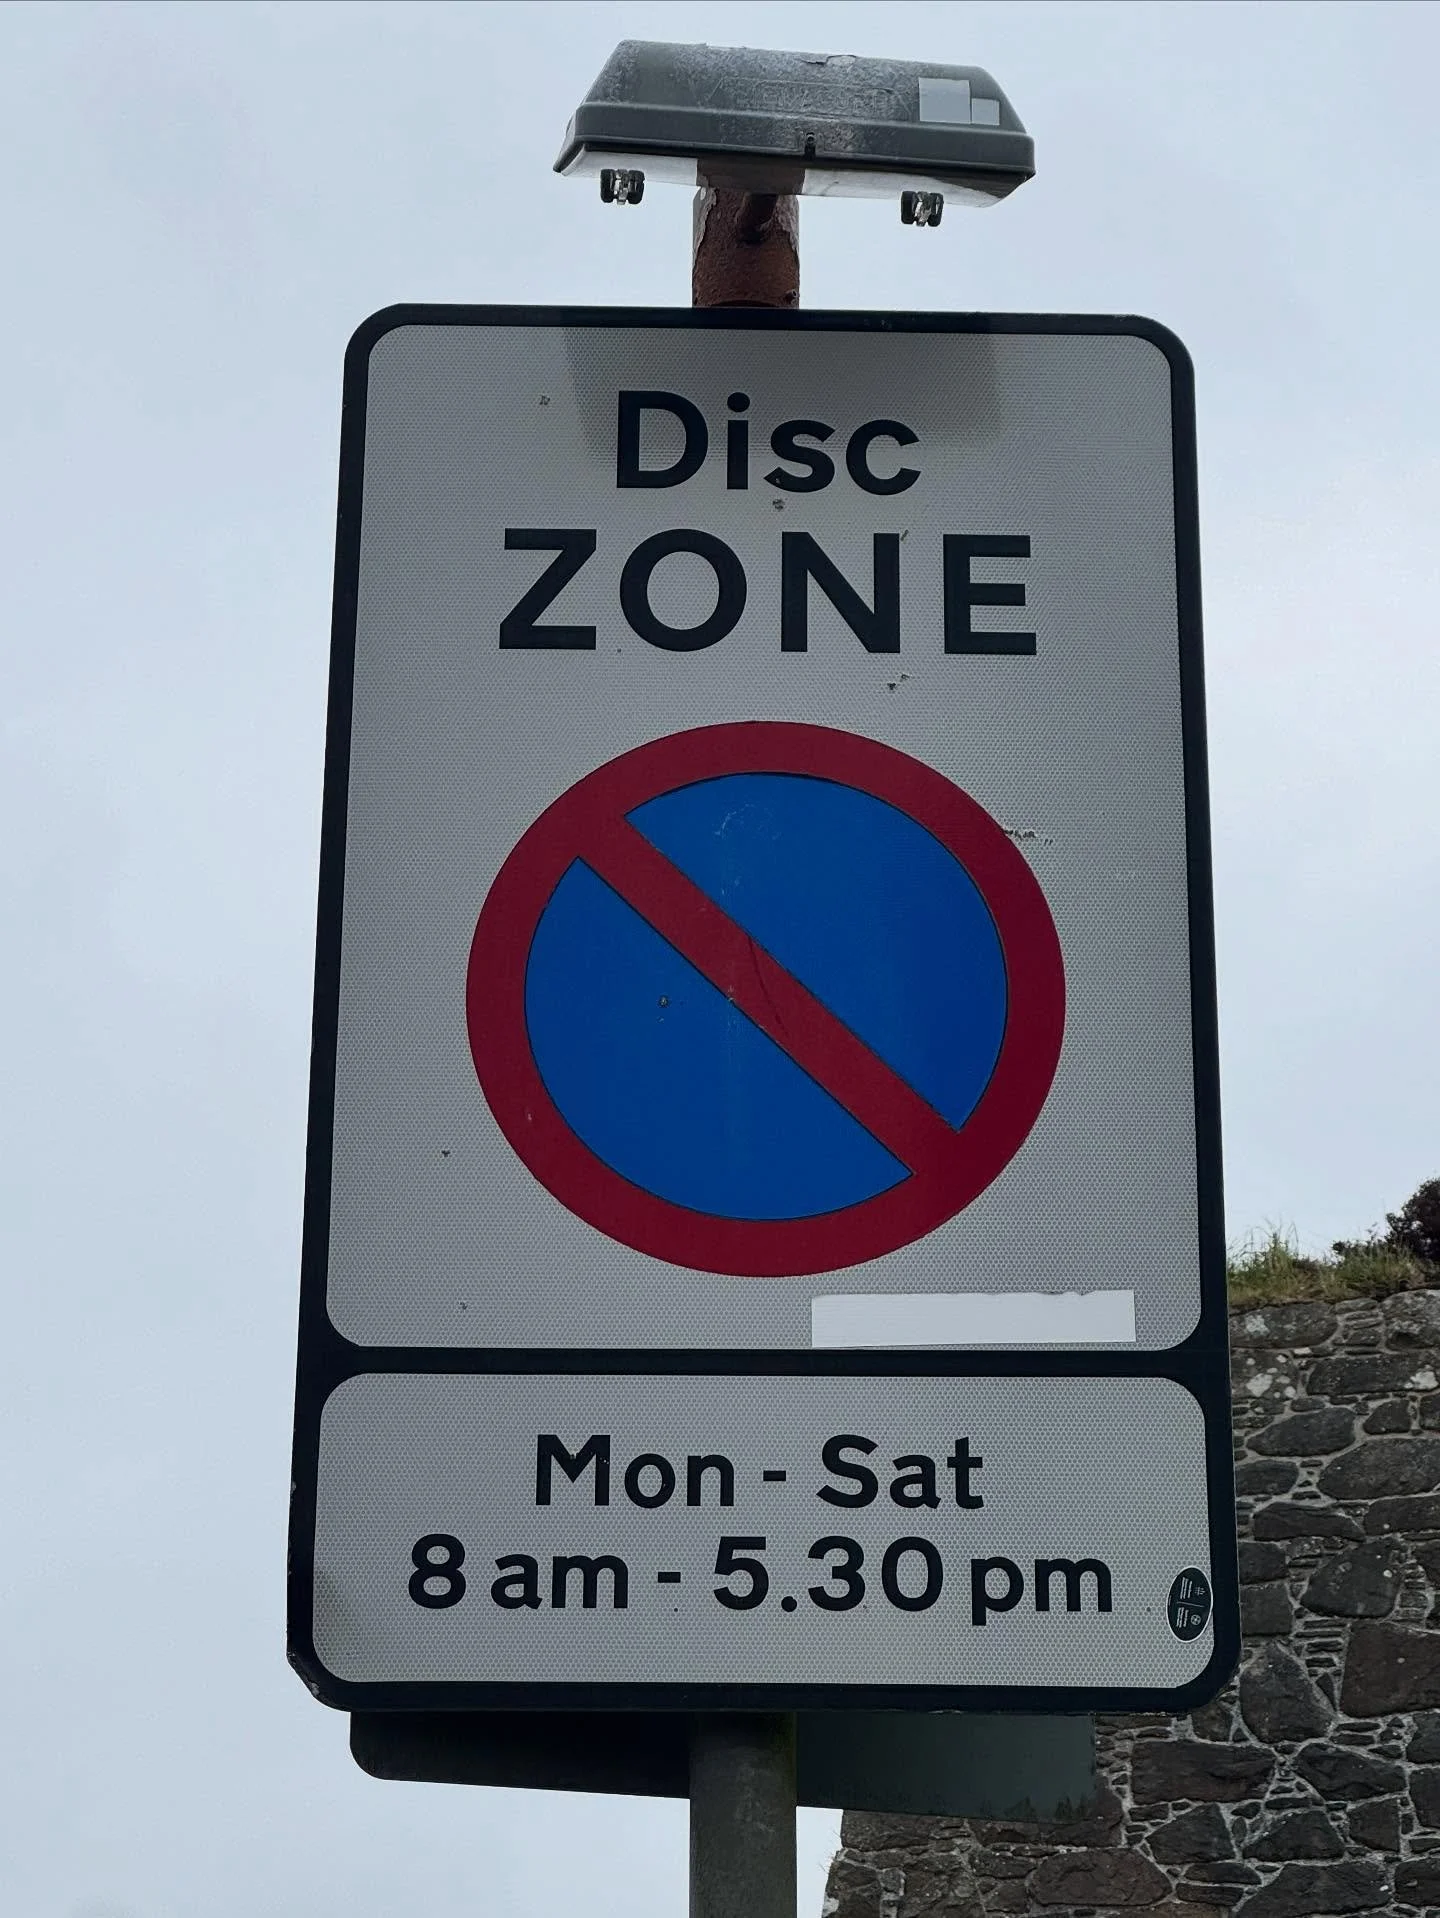 Disc
ZONE
Mon - Sat
8 am - 5.30 pm